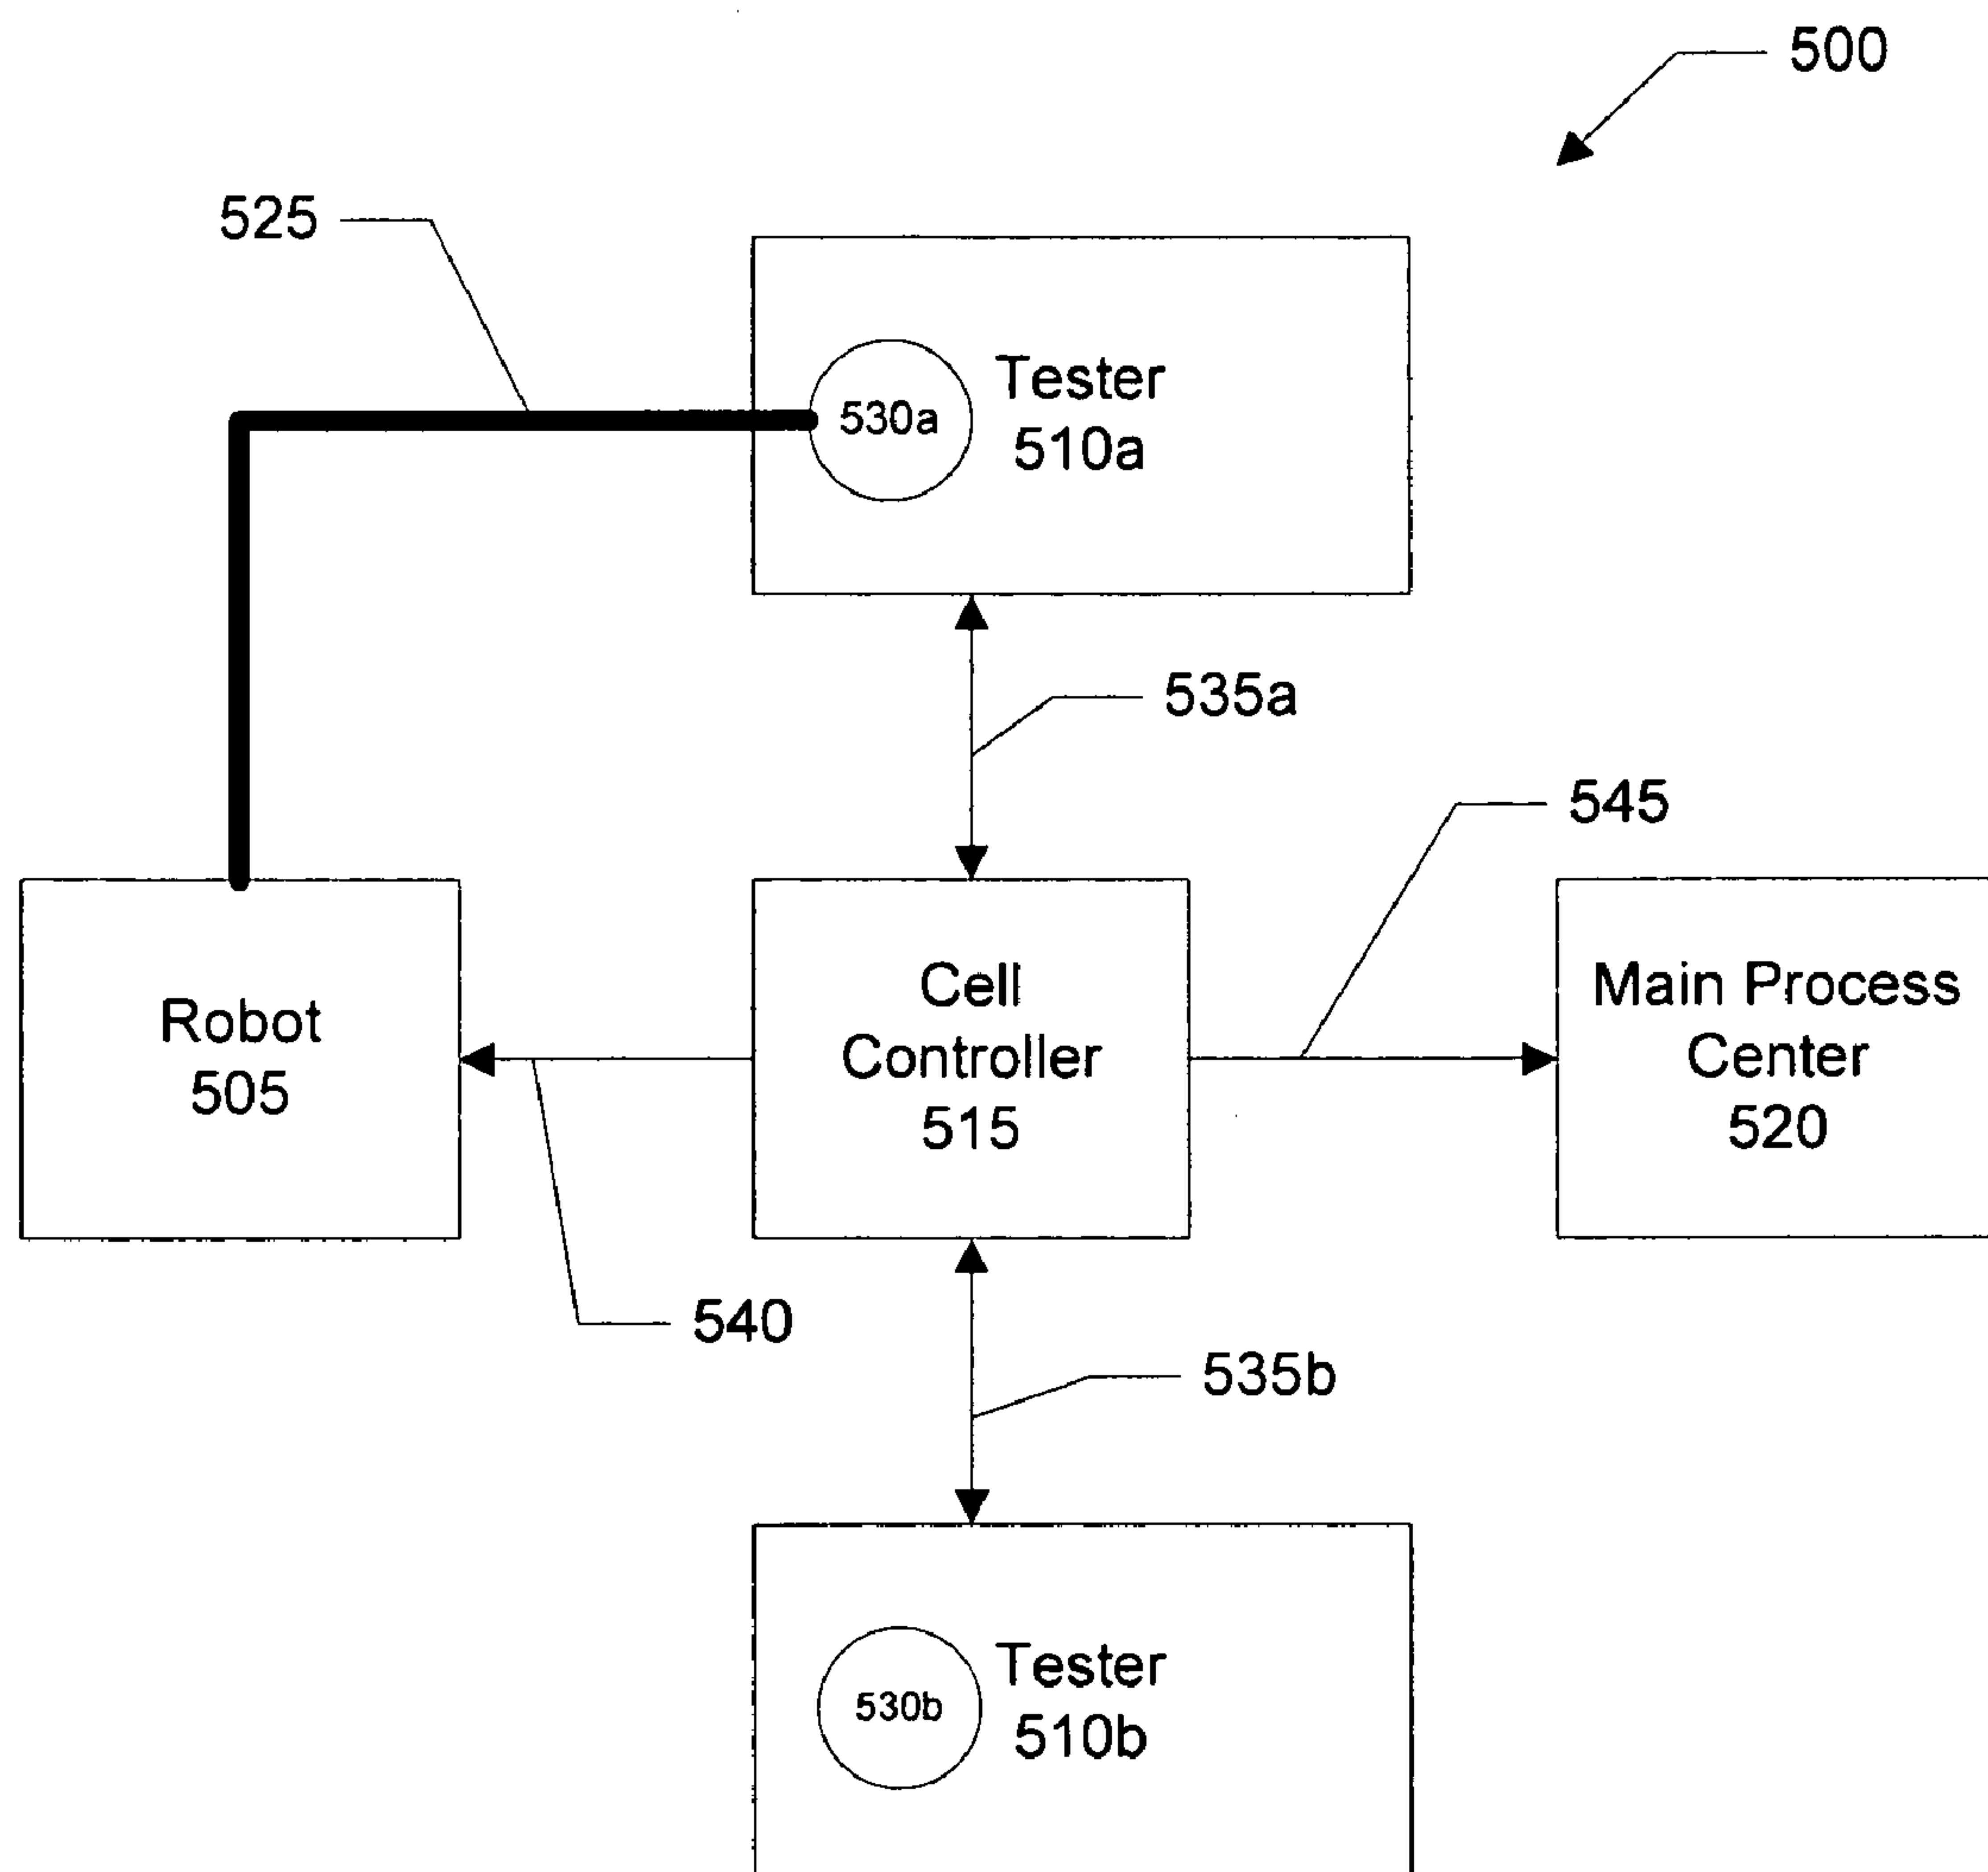 500
525
Tester
510a
530a
535a
545
Robot
505
Cell
Controller
515
Main Process
Center
520
540
535b
Tester
510b
530b